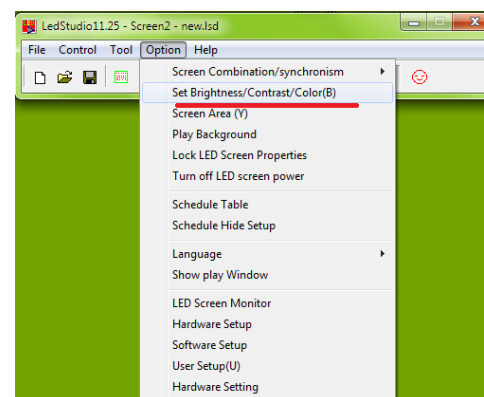 LedStudio11.25 - Screen2 - new.lsd
File Control Tool Option Help
Screen Combination/synchronism
Set Brightness/Contrast/Color(B)
Screen Area (Y)
Play Background
Lock LED Screen Properties
Turn off LED screen power
Schedule Table
Schedule Hide Setup
Language
Show play Window
LED Screen Monitor
Hardware Setup
Software Setup
User Setup(U)
Hardware Setting